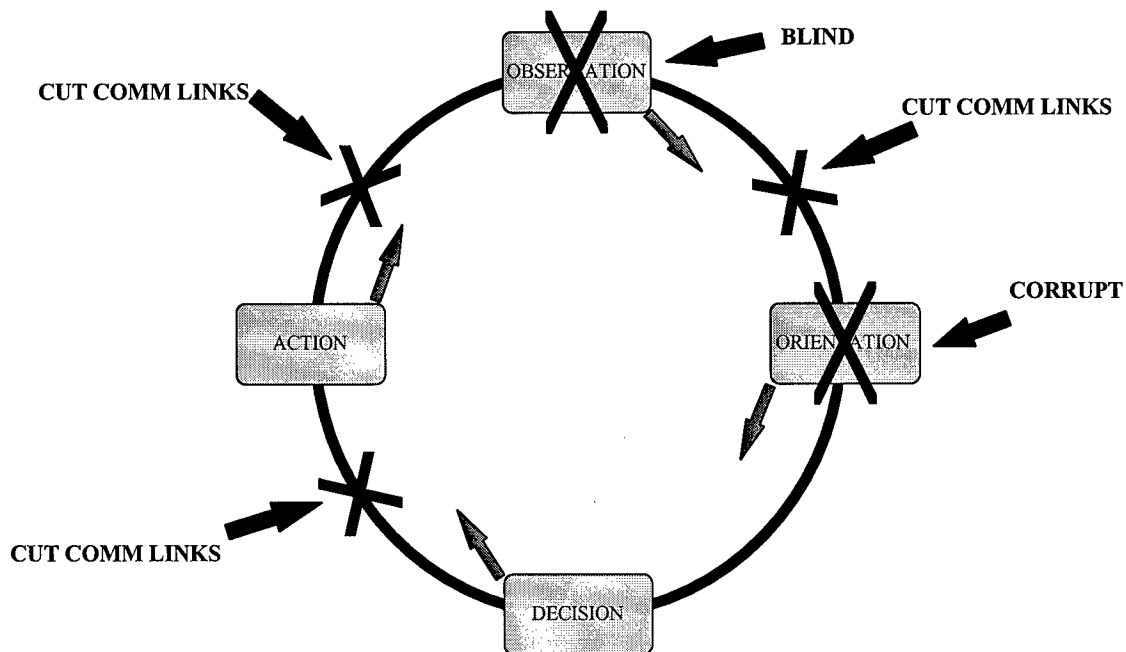 BLIND
OBSERVATION
CUT COMM LINKS
CUT COMM LINKS
CORRUPT
ACTION
ORIENTATION
CUT COMM LINKS
DECISION